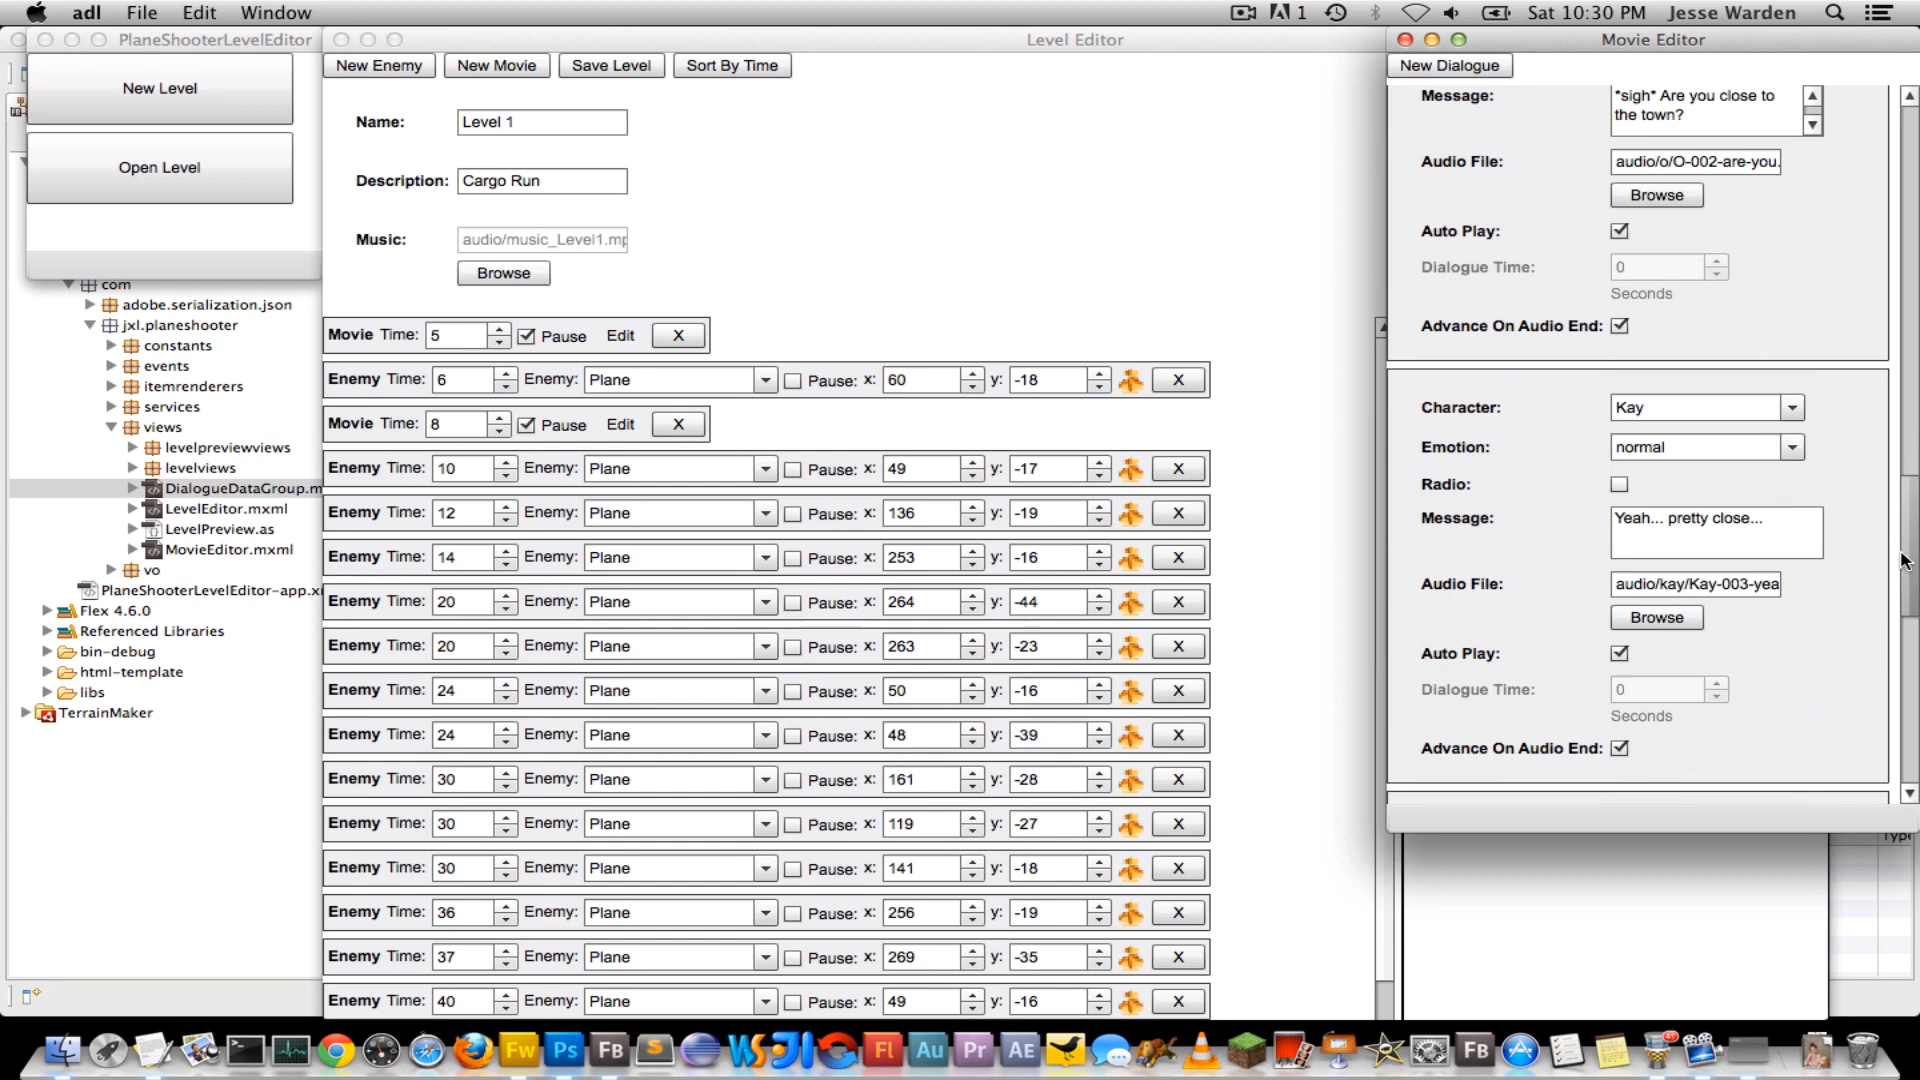 adl File Edit Window
1 Sat 10:30 PM Jesse Warden
PlaneShooterLevelEditor
New Level
Open Level
com
adobe.serialization.json
jxl.planeshooter
constants
events
itemrenderers
services
views
levelpreviewviews
levelviews
DialogueDataGroup.m
LevelEditor.mxml
LevelPreview.as
MovieEditor.mxml
vo
PlaneShooterLevelEditor-app.x
Flex 4.6.0
Referenced Libraries
bin-debug
html-template
libs
TerrainMaker
Level Editor
New Enemy New Movie Save Level Sort By Time
Name: Level 1
Description: Cargo Run
Music: audio/music_Level1.mp
Browse
Movie Time: 5 Pause Edit X
Enemy Time: 6 Enemy: Plane Pause: x: 60 y: -18 X
Movie Time: 8 Pause Edit X
Enemy Time: 10 Enemy: Plane Pause: x: 49 y: -17 X
Enemy Time: 12 Enemy: Plane Pause: x: 136 y: -19 X
Enemy Time: 14 Enemy: Plane Pause: x: 253 y: -16 X
Enemy Time: 20 Enemy: Plane Pause: x: 264 y: -44 X
Enemy Time: 20 Enemy: Plane Pause: x: 263 y: -23 X
Enemy Time: 24 Enemy: Plane Pause: x: 50 y: -16 X
Enemy Time: 24 Enemy: Plane Pause: x: 48 y: -39 X
Enemy Time: 30 Enemy: Plane Pause: x: 161 y: -28 X
Enemy Time: 30 Enemy: Plane Pause: x: 119 y: -27 X
Enemy Time: 30 Enemy: Plane Pause: x: 141 y: -18 X
Enemy Time: 36 Enemy: Plane Pause: x: 256 y: -19 X
Enemy Time: 37 Enemy: Plane Pause: x: 269 y: -35 X
Enemy Time: 40 Enemy: Plane Pause: x: 49 y: -16 X
Movie Editor
New Dialogue
Message: *sigh* Are you close to
the town?
Audio File: audio/o/O-002-are-you.
Browse
Auto Play:
Dialogue Time: 0
Seconds
Advance On Audio End:
Character: Kay
Emotion: normal
Radio:
Message: Yeah... pretty close...
Audio File: audio/kay/Kay-003-yea
Browse
Auto Play:
Dialogue Time: 0
Seconds
Advance On Audio End:
Fw Ps FB S Fl Au Pr AE FB